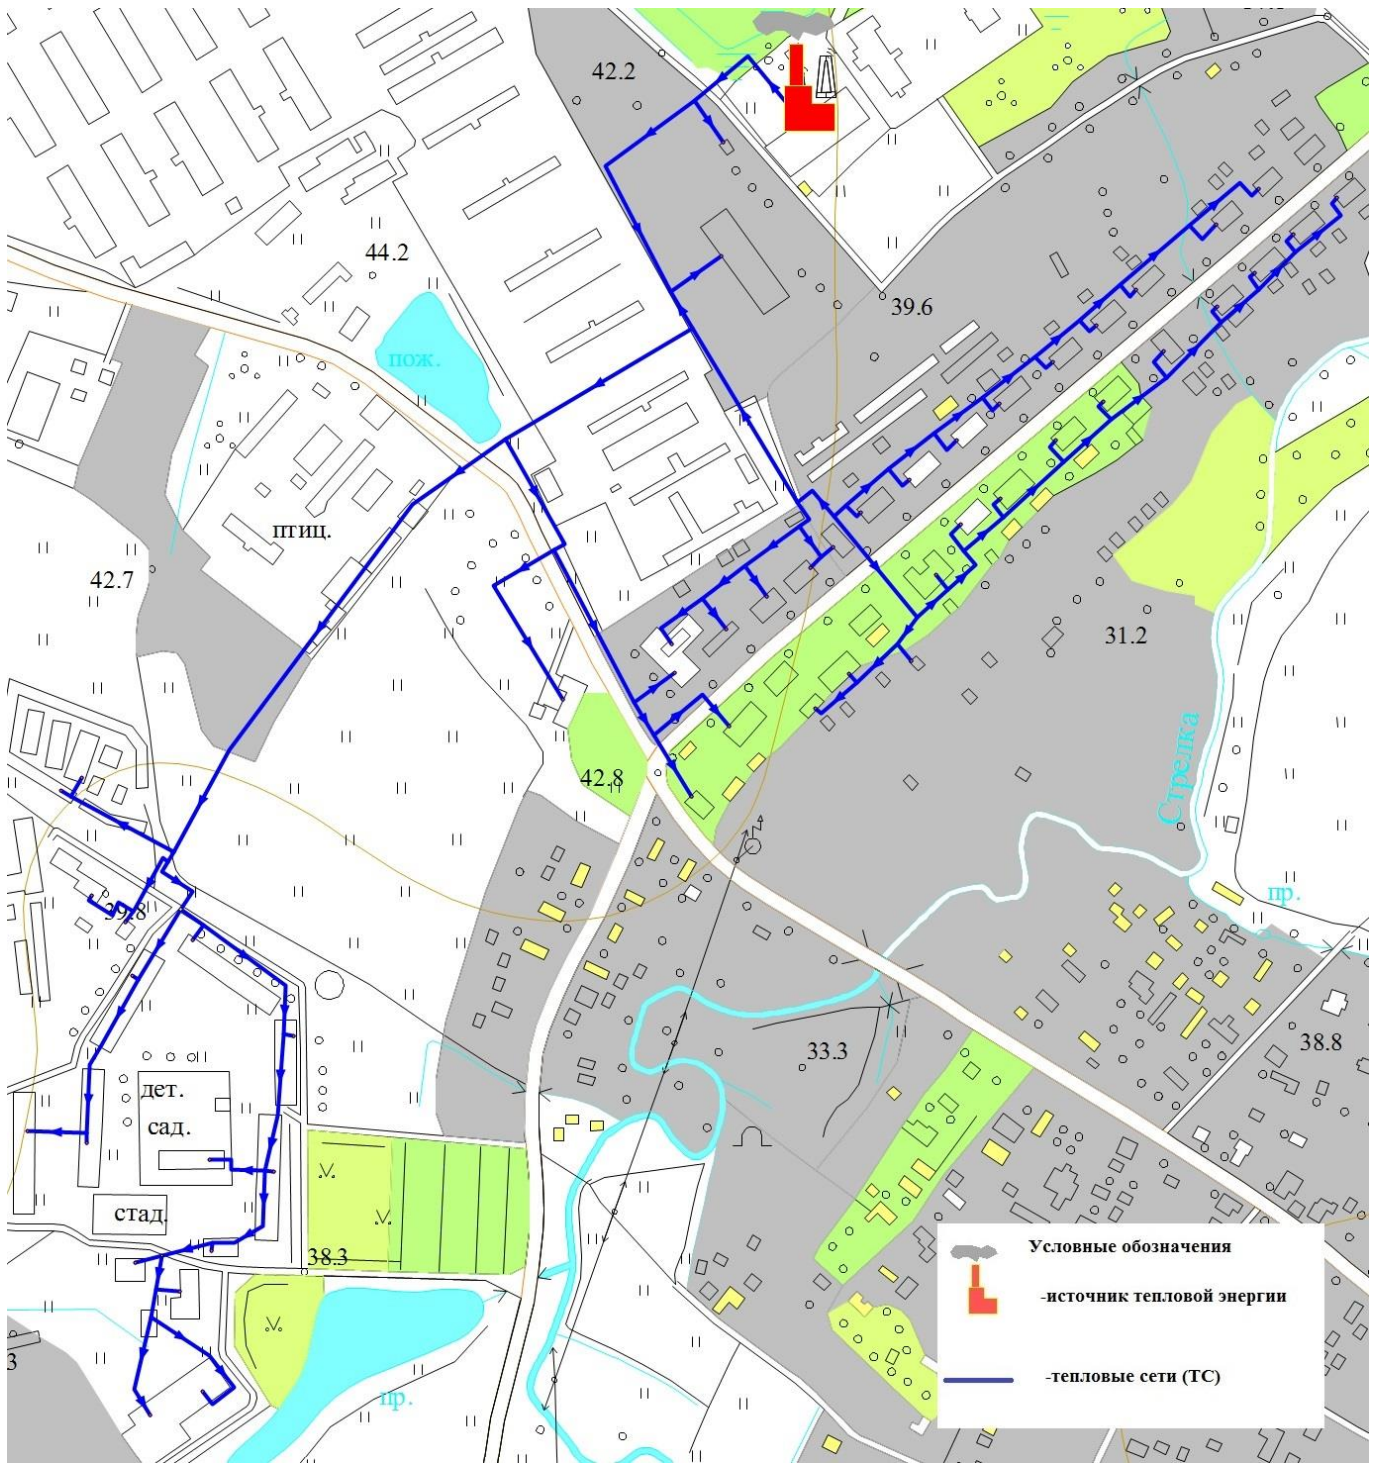 42.2
44.2
39.6
пож.
птиц.
42.7
31.2
Стрелка
42.8
пр.
39.8
33.3
38.8
дет.
сад.
стад.
38.3
Условные обозначения
-источник тепловой энергии
3
-тепловые сети (ТС)
пр.